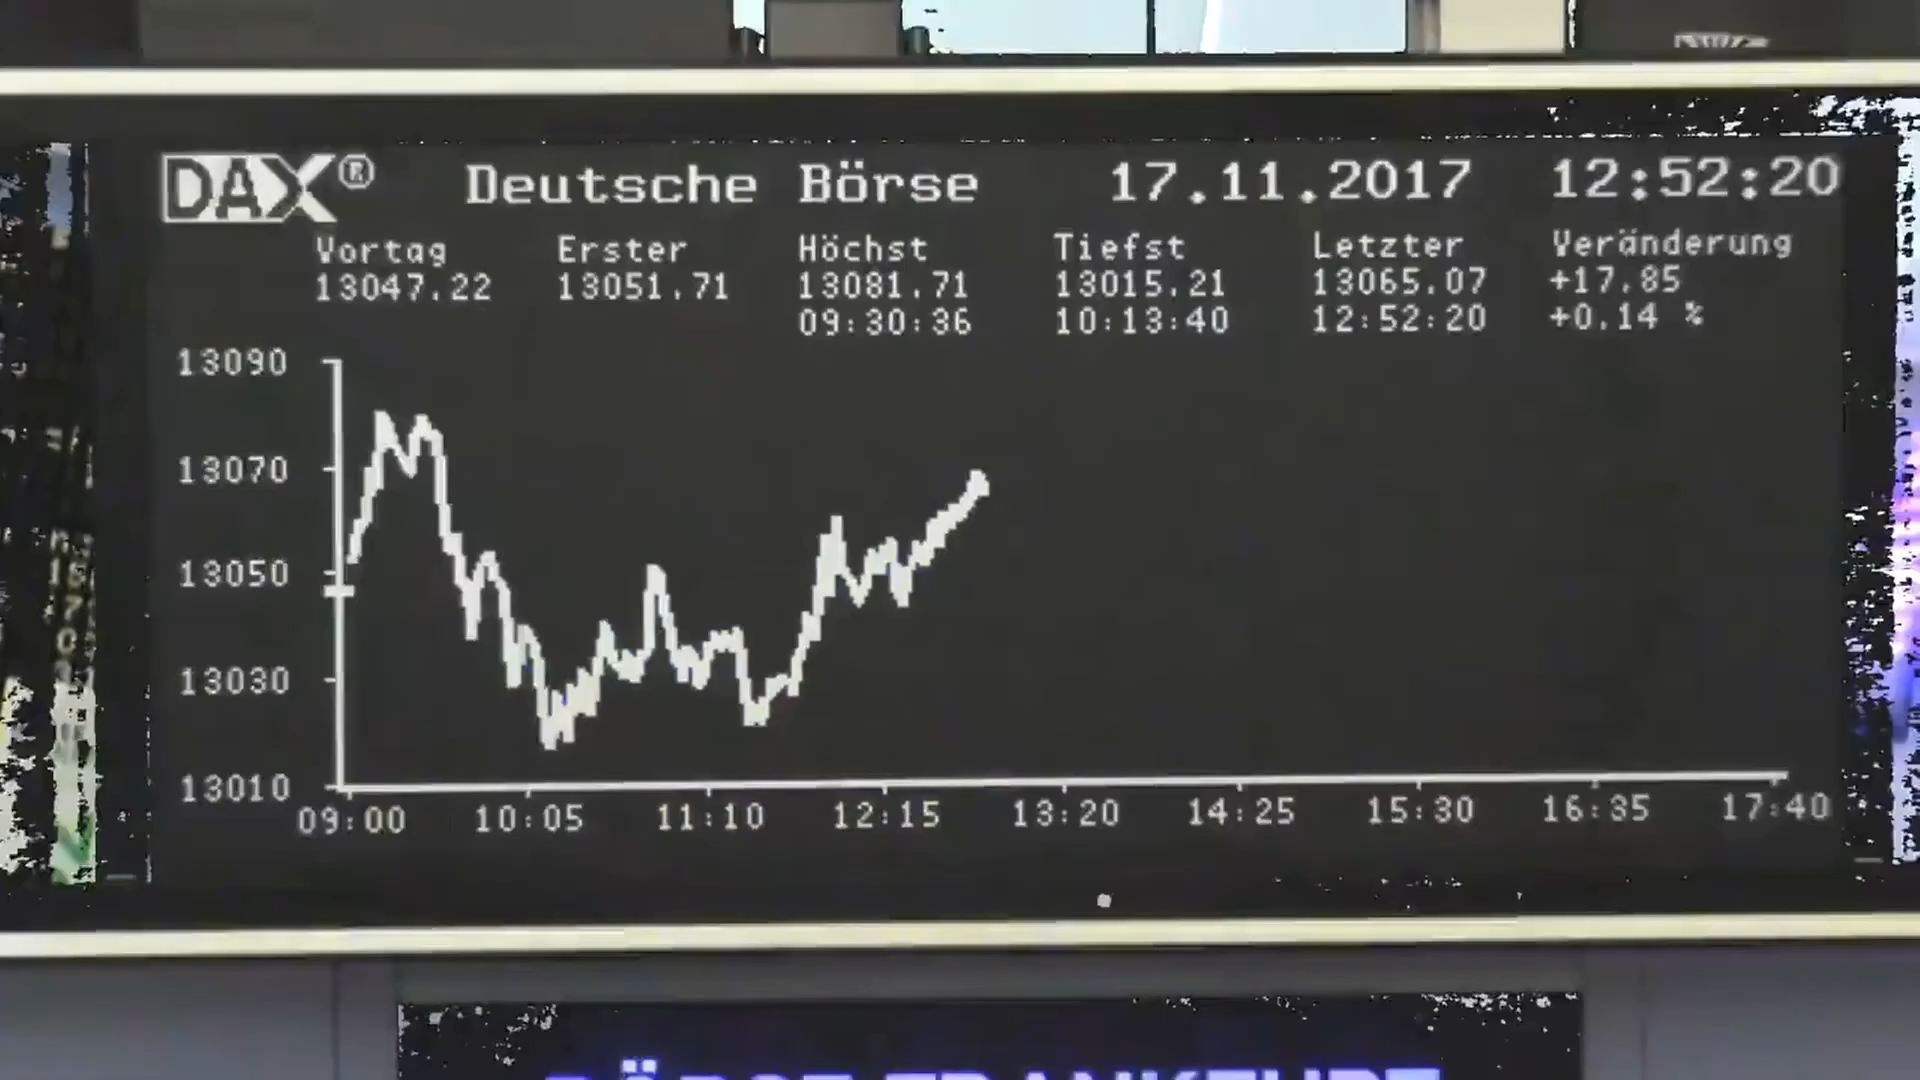 DAX® Deutsche Börse 17.11.2017 12:52:20
Vortag Erster Höchst Tiefst Letzter Veränderung
13047.22 13051.71 13081.71 13015.21 13065.07 +17.85
09:30:36 10:13:40 12:52:20 +0.14 %
13090
13070
13050
13030
13010
09:00 10:05 11:10 12:15 13:20 14:25 15:30 16:35 17:40
BÖRSE FRANKFURT